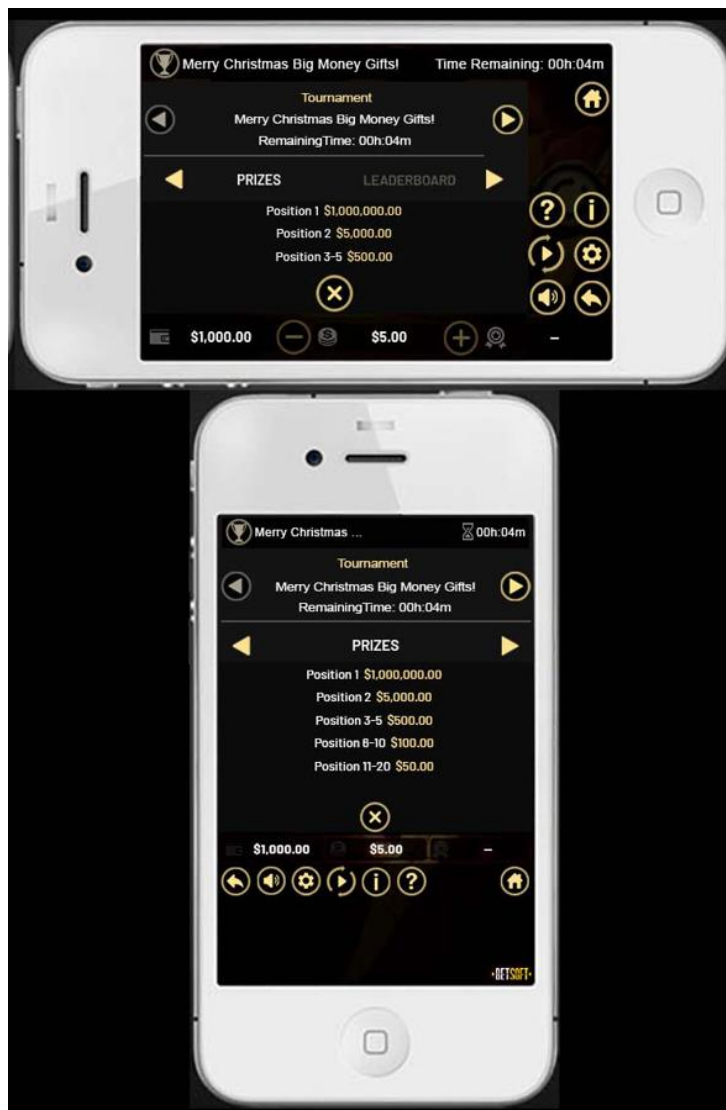 Merry Christmas Big Money Gifts! Time Remaining: 00h:04m
Tournament
Merry Christmas Big Money Gifts!
RemainingTime: 00h:04m
PRIZES LEADERBOARD
Position 1 $1,000,000.00
Position 2 $5,000.00
Position 3-5 $500.00
$1,000.00 $5.00 –
Merry Christmas ... 00h:04m
Tournament
Merry Christmas Big Money Gifts!
RemainingTime: 00h:04m
PRIZES
Position 1 $1,000,000.00
Position 2 $5,000.00
Position 3-5 $500.00
Position 6-10 $100.00
Position 11-20 $50.00
$1,000.00 $5.00 –
BETSOFT